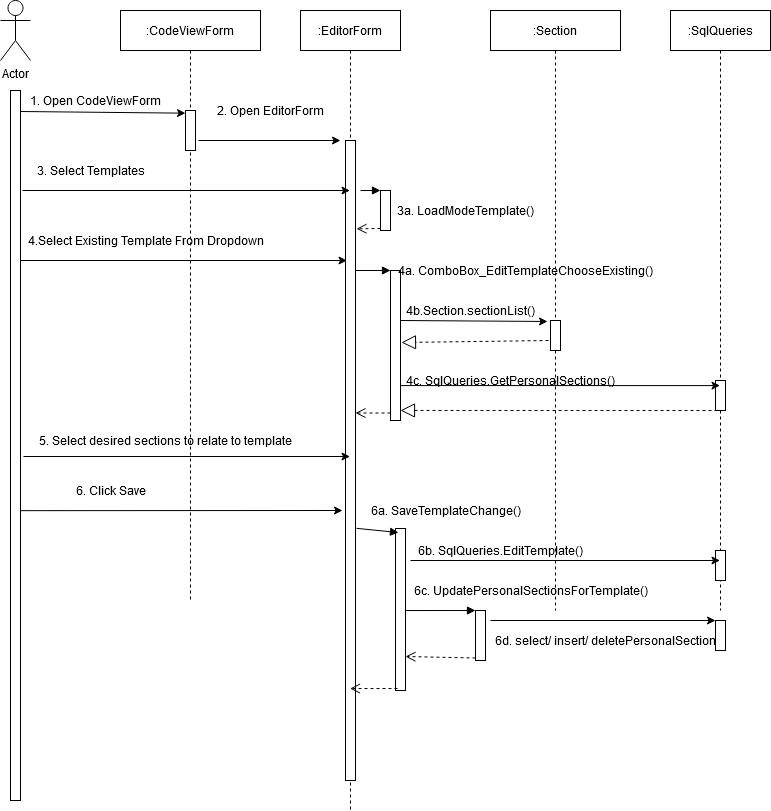 :CodeViewForm
:EditorForm
:Section
:SqlQueries
Actor
1. Open CodeViewForm
2. Open EditorForm
3. Select Templates
3a. LoadModeTemplate()
4.Select Existing Template From Dropdown
4a. ComboBox_EditTemplateChooseExisting()
4b.Section.sectionList()
4c. SqlQueries.GetPersonalSections()
5. Select desired sections to relate to template
6. Click Save
6a. SaveTemplateChange()
6b. SqlQueries.EditTemplate()
6c. UpdatePersonalSectionsForTemplate()
6d. select/ insert/ deletePersonalSection